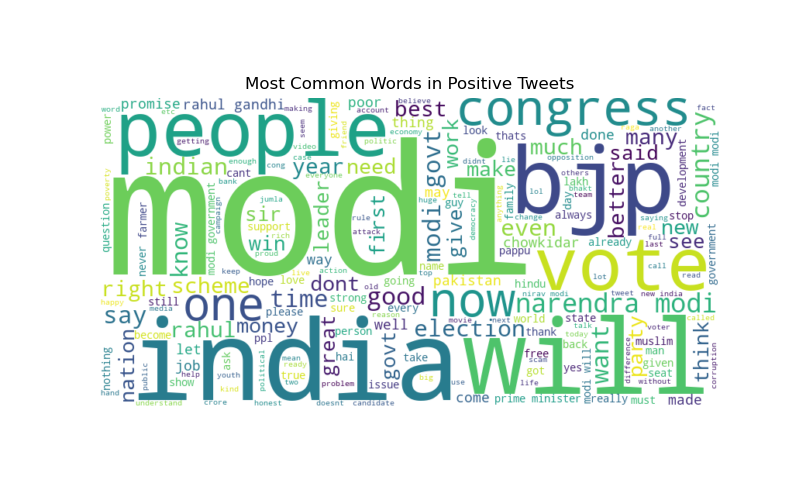 Most Common Words in Positive Tweets
word promise rahul gandhi giving poor believe best congress fact
power etc getting seem making friend account thing economy politic work look thats done many raga another
people video case cong enough indian year need cant modi govt didnt make lie opposition much said country modi modi
question poverty never farmer know modi government jumla bank campaign sir support win rich proud everyone leader rule attack first may huge give name tell guy democracy anything family lol lakh change always day others bhakt team better saying real stop full last development read
modi bjp
chowkidar already new see government
right scheme keep hope love way live action dont top old going pakistan even pappu hindu lot call vote
happy still media please time strong sure every good now nirav modi tweet new india narendra modi called
say one become rahul money ppl person reason well election movie next world thank state talk today voter party think
nation let job ask hai great take govt free got scam yes back want muslim man given seat difference without corruption
nothing hand public show help youth kind mean ready true two political problem issue big use life modi will
india will
understand crore honest doesnt candidate come prime minister really must made